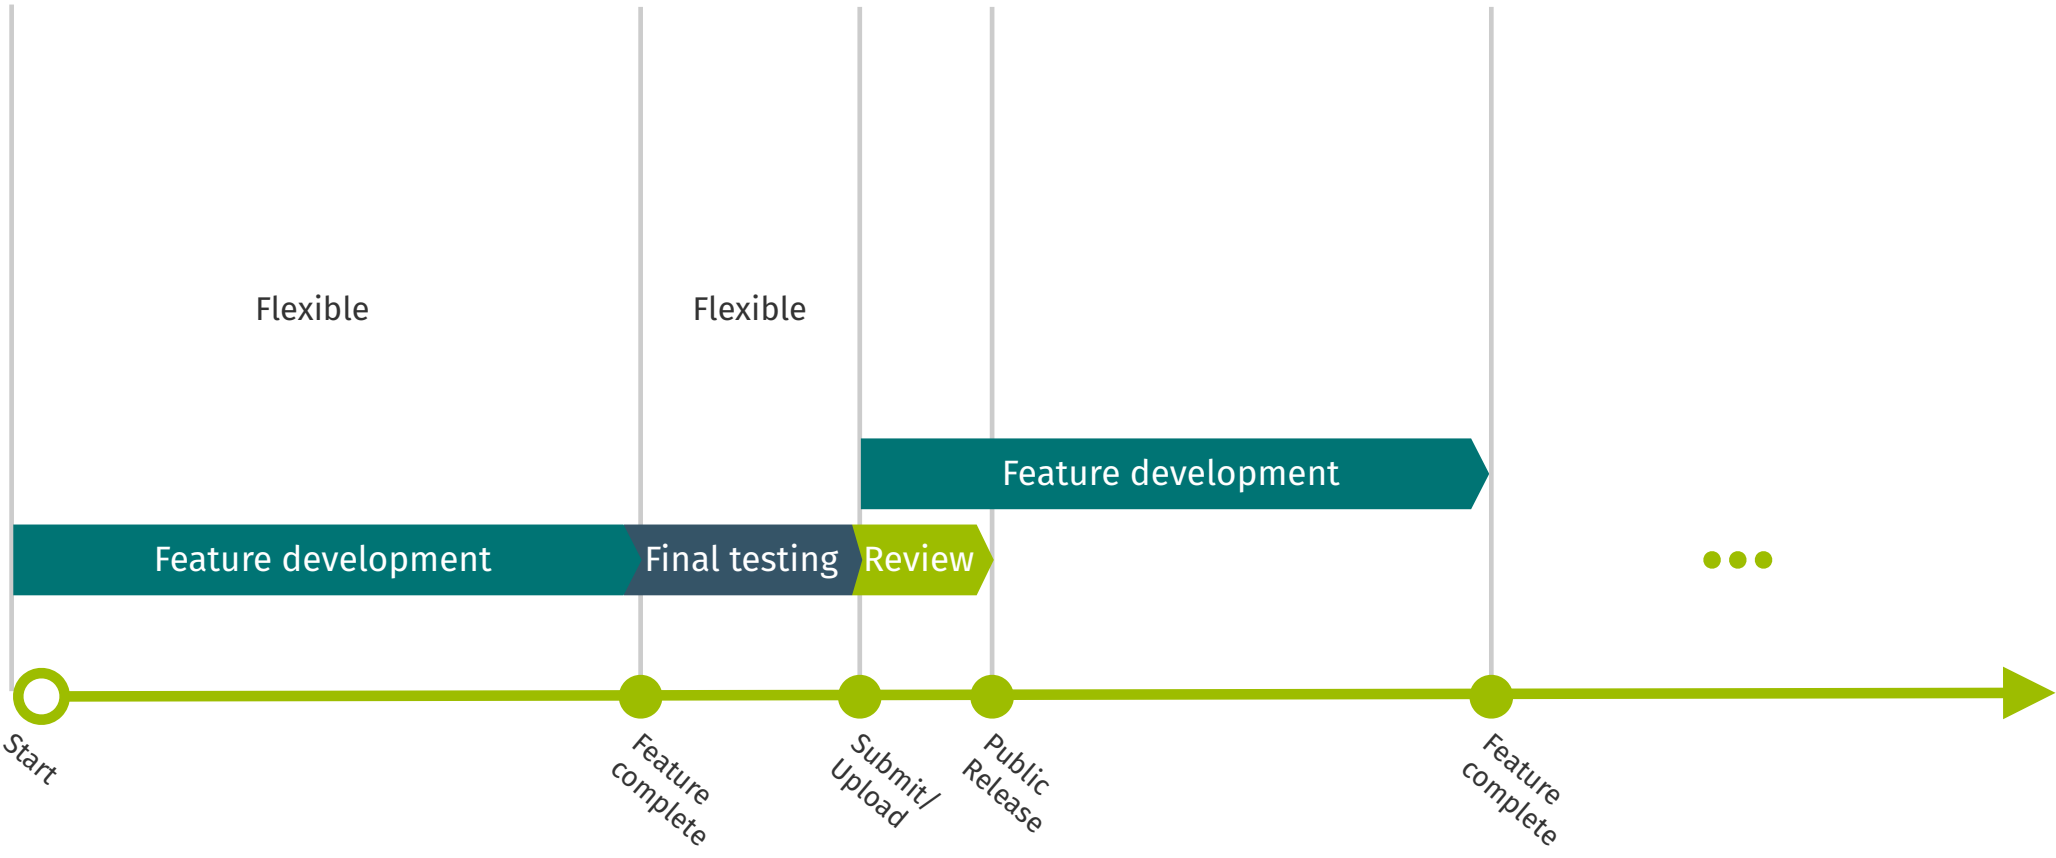 Flexible
Flexible
Feature development
Feature development
Final testing
Review
Start
Feature
complete
Submit/
Upload
Public
Release
Feature
complete